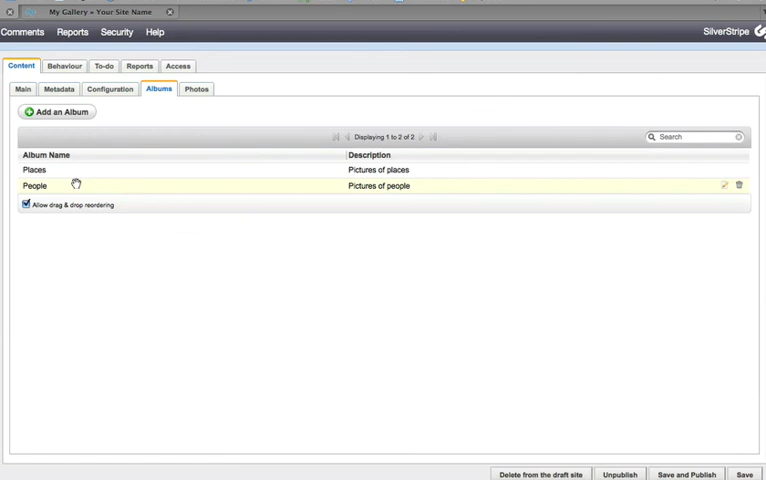 My Gallery » Your Site Name
Comments Reports Security Help SilverStripe
Content Behaviour To-do Reports Access
Main Metadata Configuration Albums Photos
Add an Album
Displaying 1 to 2 of 2 Search
Album Name Description
Places Pictures of places
People Pictures of people
Allow drag & drop reordering
Delete from the draft site Unpublish Save and Publish Save